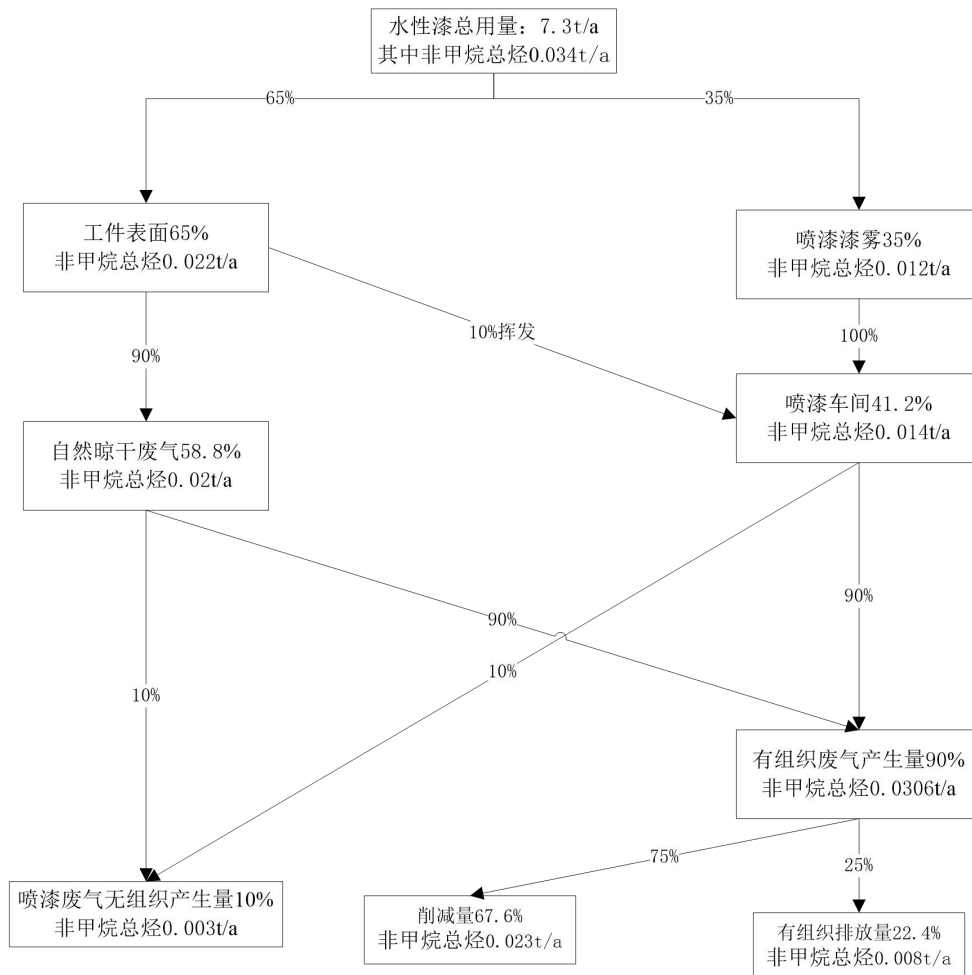 水性漆总用量：7.3t/a
其中非甲烷总烃0.034t/a
65%
35%
工件表面65%
非甲烷总烃0.022t/a
喷漆漆雾35%
非甲烷总烃0.012t/a
10%挥发
90%
100%
喷漆车间41.2%
非甲烷总烃0.014t/a
自然晾干废气58.8%
非甲烷总烃0.02t/a
90%
90%
10%
10%
有组织废气产生量90%
非甲烷总烃0.0306t/a
75%
25%
喷漆废气无组织产生量10%
非甲烷总烃0.003t/a
削减量67.6%
非甲烷总烃0.023t/a
有组织排放量22.4%
非甲烷总烃0.008t/a